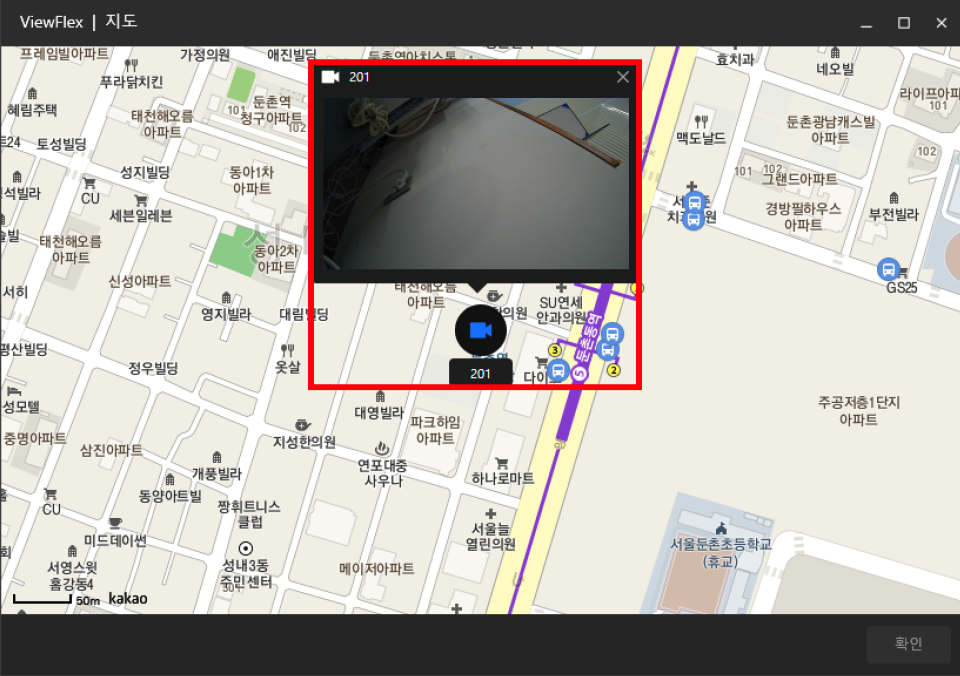 ViewFlex | 지도
프레임빌아파트
가정의원
애진빌딩
효치과
네오빌
푸라닭치킨
201
라이프아파
101
혜림주택
101
둔촌역
청구아파트
102
태천해오름
아파트
맥도날드
둔촌광남캐스빌
아파트
토성빌딩
102
성지빌딩
동아1차
아파트
101
102
그랜드아파트
CU
세븐일레븐
경방필하우스
아파트
부전빌라
태천해오름
아파트
동아2차
아파트
신성아파트
GS25
서히
태천해오름
아파트
영지빌라
대림빌딩
SU연세
안과의원
둔촌동역
평산빌딩
3
정우빌딩
옷살
5
2
201
다이소
성모텔
대영빌라
주공저층1단지
아파트
중명아파트
지성한의원
파크하임
아파트
삼진아파트
연포대중
사우나
개풍빌라
하나로마트
동양아트빌
CU
짱휘트니스
클럽
미드데이썬
서울늘
열린의원
서울둔촌초등학교
(휴교)
서영스윗
홈강동4
성내3동
주민센터
메이저아파트
50m
kakao
확인